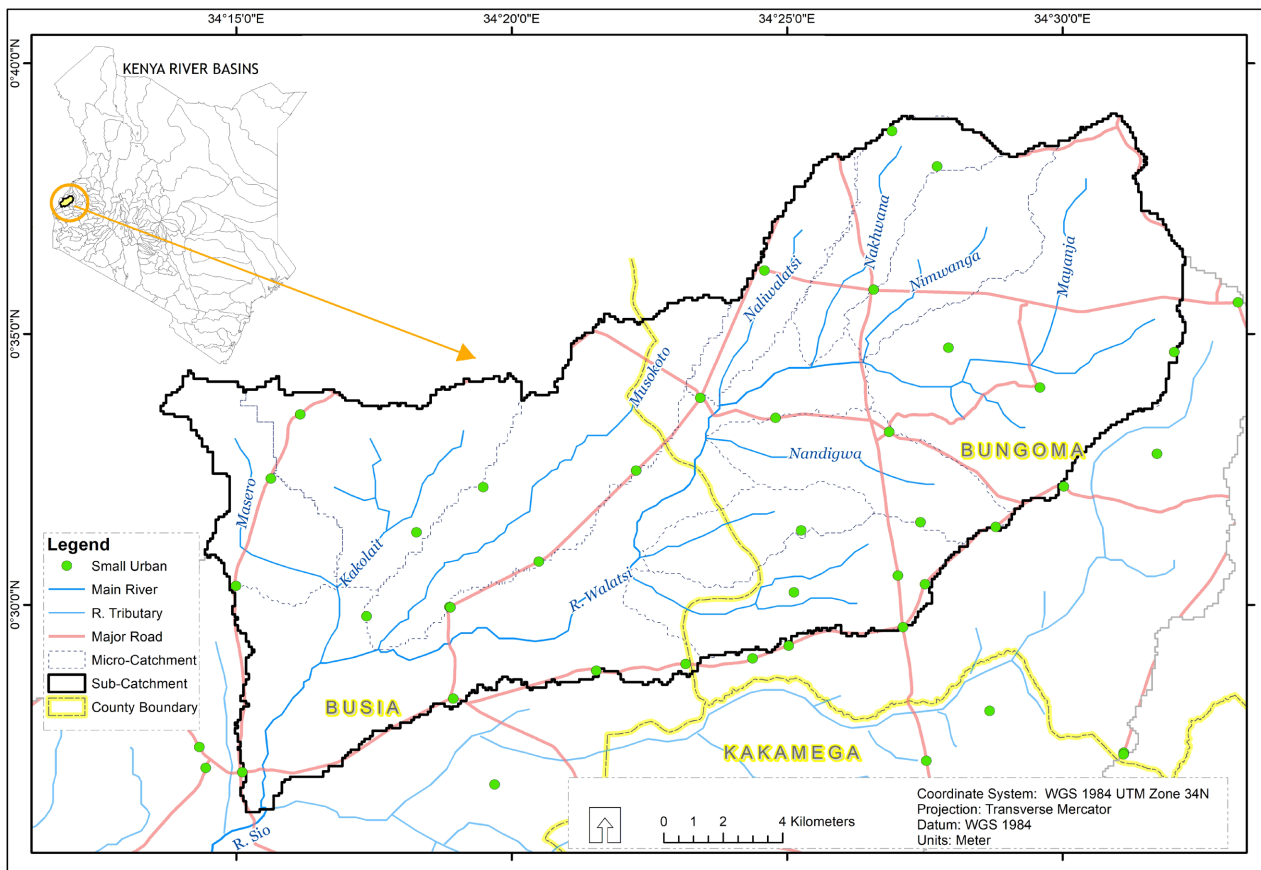 34°15'0"E
34°20'0"E
34°25'0"E
34°30'0"E
0°40'0"N
0°35'0"N
0°30'0"N
KENYA RIVER BASINS
Nakhwana
Naliwalatsi
Nimwanga
Mayanja
Musokoto
Nandigwa
BUNGOMA
Masero
Kakolait
R. Walatsi
BUSIA
KAKAMEGA
R. Sio
Legend
Small Urban
Main River
R. Tributary
Major Road
Micro-Catchment
Sub-Catchment
County Boundary
0 1 2 4 Kilometers
Coordinate System: WGS 1984 UTM Zone 34N
Projection: Transverse Mercator
Datum: WGS 1984
Units: Meter